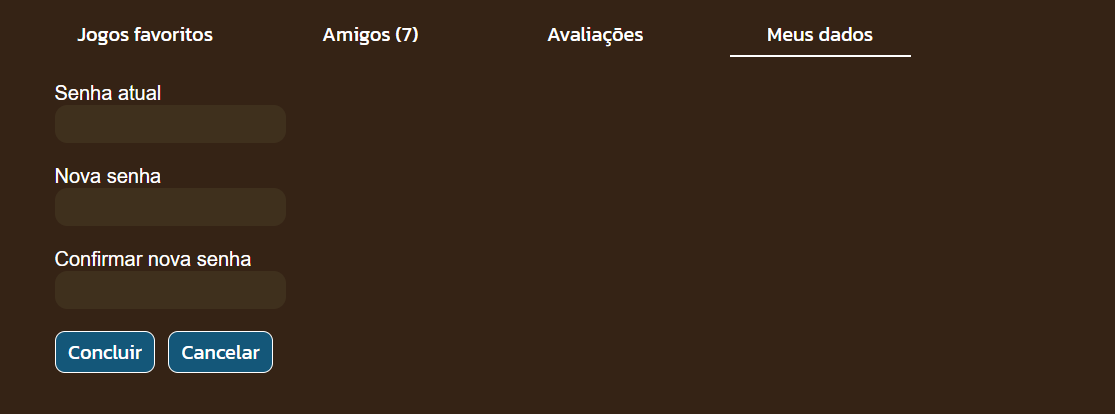 Jogos favoritos Amigos (7) Avaliações Meus dados
Senha atual
Nova senha
Confirmar nova senha
Concluir Cancelar